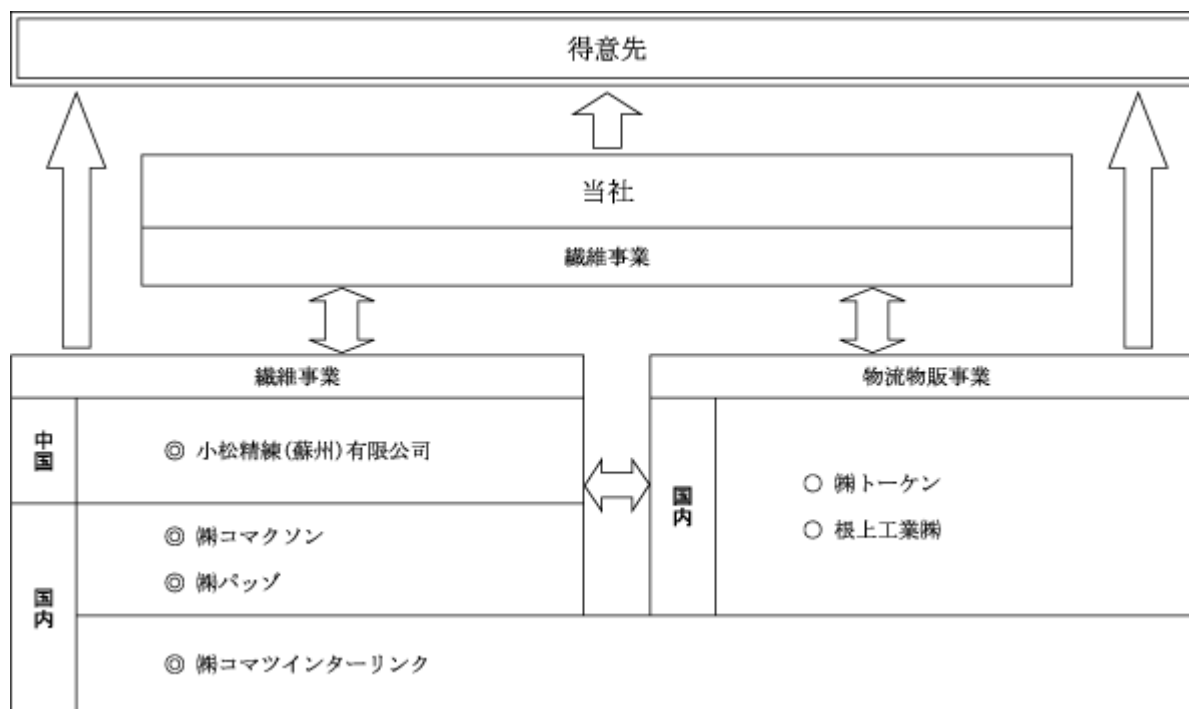 得意先
当社
繊維事業
繊維事業
中国
◎ 小松精練(蘇州)有限公司
国内
◎ ㈱コマクソン
◎ ㈱パッゾ
◎ ㈱コマツインターリンク
物流物販事業
国内
○ ㈱トーケン
○ 根上工業㈱